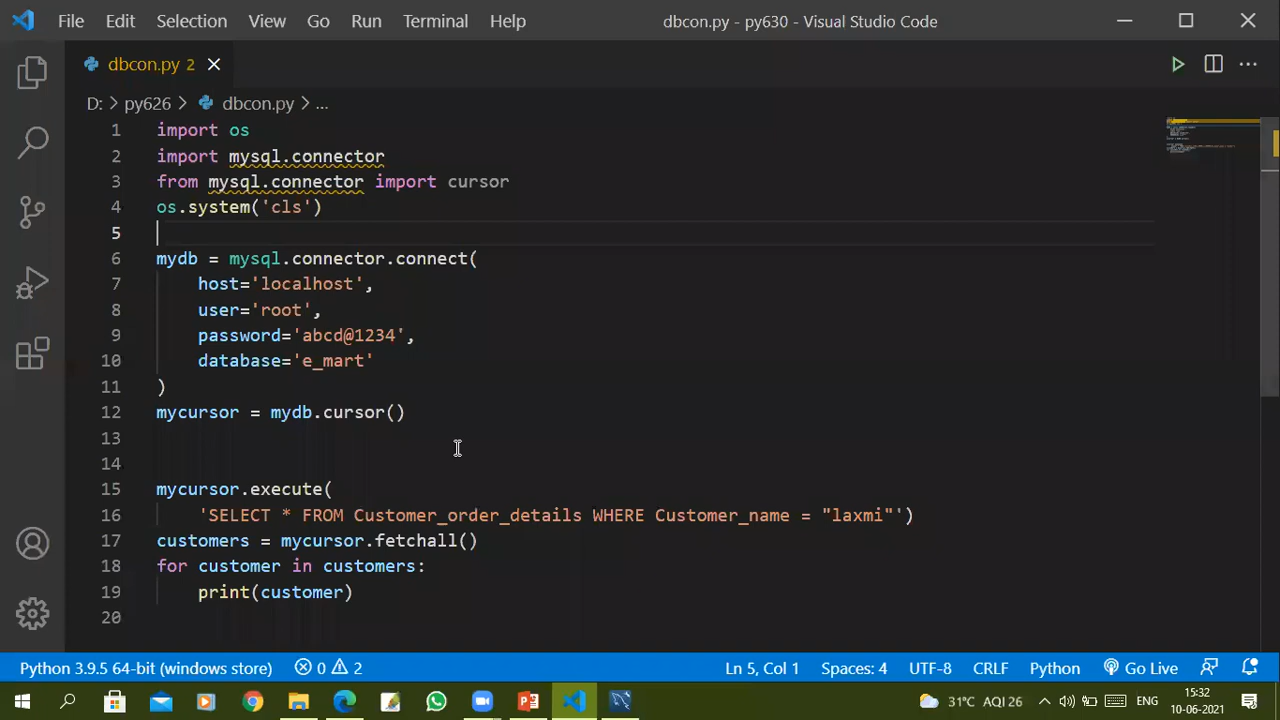 File Edit Selection View Go Run Terminal Help dbcon.py - py630 - Visual Studio Code
dbcon.py 2
D: > py626 > dbcon.py > ...
1 import os
2 import mysql.connector
3 from mysql.connector import cursor
4 os.system('cls')
5
6 mydb = mysql.connector.connect(
7 host='localhost',
8 user='root',
9 password='abcd@1234',
10 database='e_mart'
11 )
12 mycursor = mydb.cursor()
13
14
15 mycursor.execute(
16 'SELECT * FROM Customer_order_details WHERE Customer_name = "laxmi"')
17 customers = mycursor.fetchall()
18 for customer in customers:
19 print(customer)
20
Python 3.9.5 64-bit (windows store) 0 2 Ln 5, Col 1 Spaces: 4 UTF-8 CRLF Python Go Live
31°C AQI 26 ENG 15:32
10-06-2021